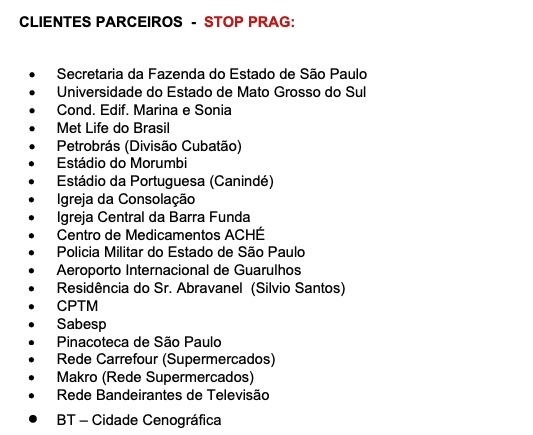 CLIENTES PARCEIROS - STOP PRAG:
• Secretaria da Fazenda do Estado de São Paulo
• Universidade do Estado de Mato Grosso do Sul
• Cond. Edif. Marina e Sonia
• Met Life do Brasil
• Petrobrás (Divisão Cubatão)
• Estádio do Morumbi
• Estádio da Portuguesa (Canindé)
• Igreja da Consolação
• Igreja Central da Barra Funda
• Centro de Medicamentos ACHÉ
• Policia Militar do Estado de São Paulo
• Aeroporto Internacional de Guarulhos
• Residência do Sr. Abravanel (Silvio Santos)
• CPTM
• Sabesp
• Pinacoteca de São Paulo
• Rede Carrefour (Supermercados)
• Makro (Rede Supermercados)
• Rede Bandeirantes de Televisão
• BT – Cidade Cenográfica